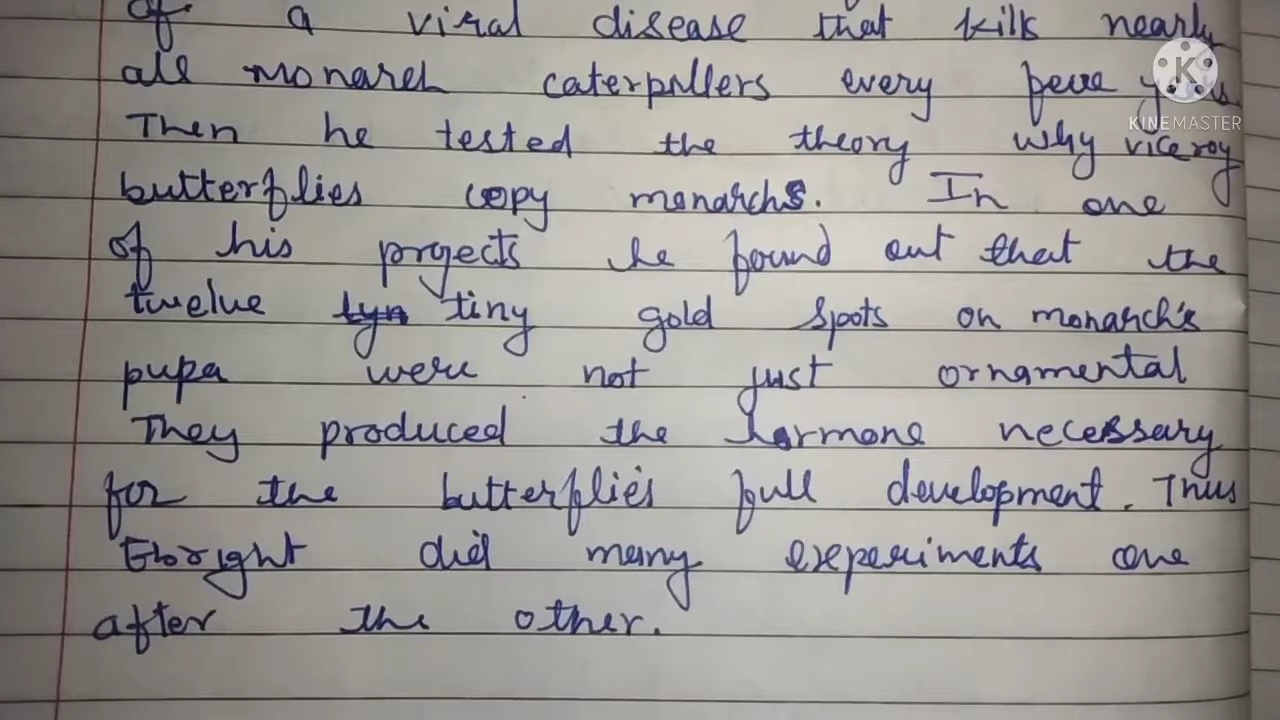 of a viral disease that kills nearly
all monarch caterpillers every few years
Then he tested the theory why viceroy
butterflies copy monarchs. In one
of his projects he found out that the
twelve tyn tiny gold spots on monarch's
pupa were not just ornamental
They produced the hormone necessary
for the butterflies full development. Thus
Ebright did many experiments one
after the other.
KINEMASTER